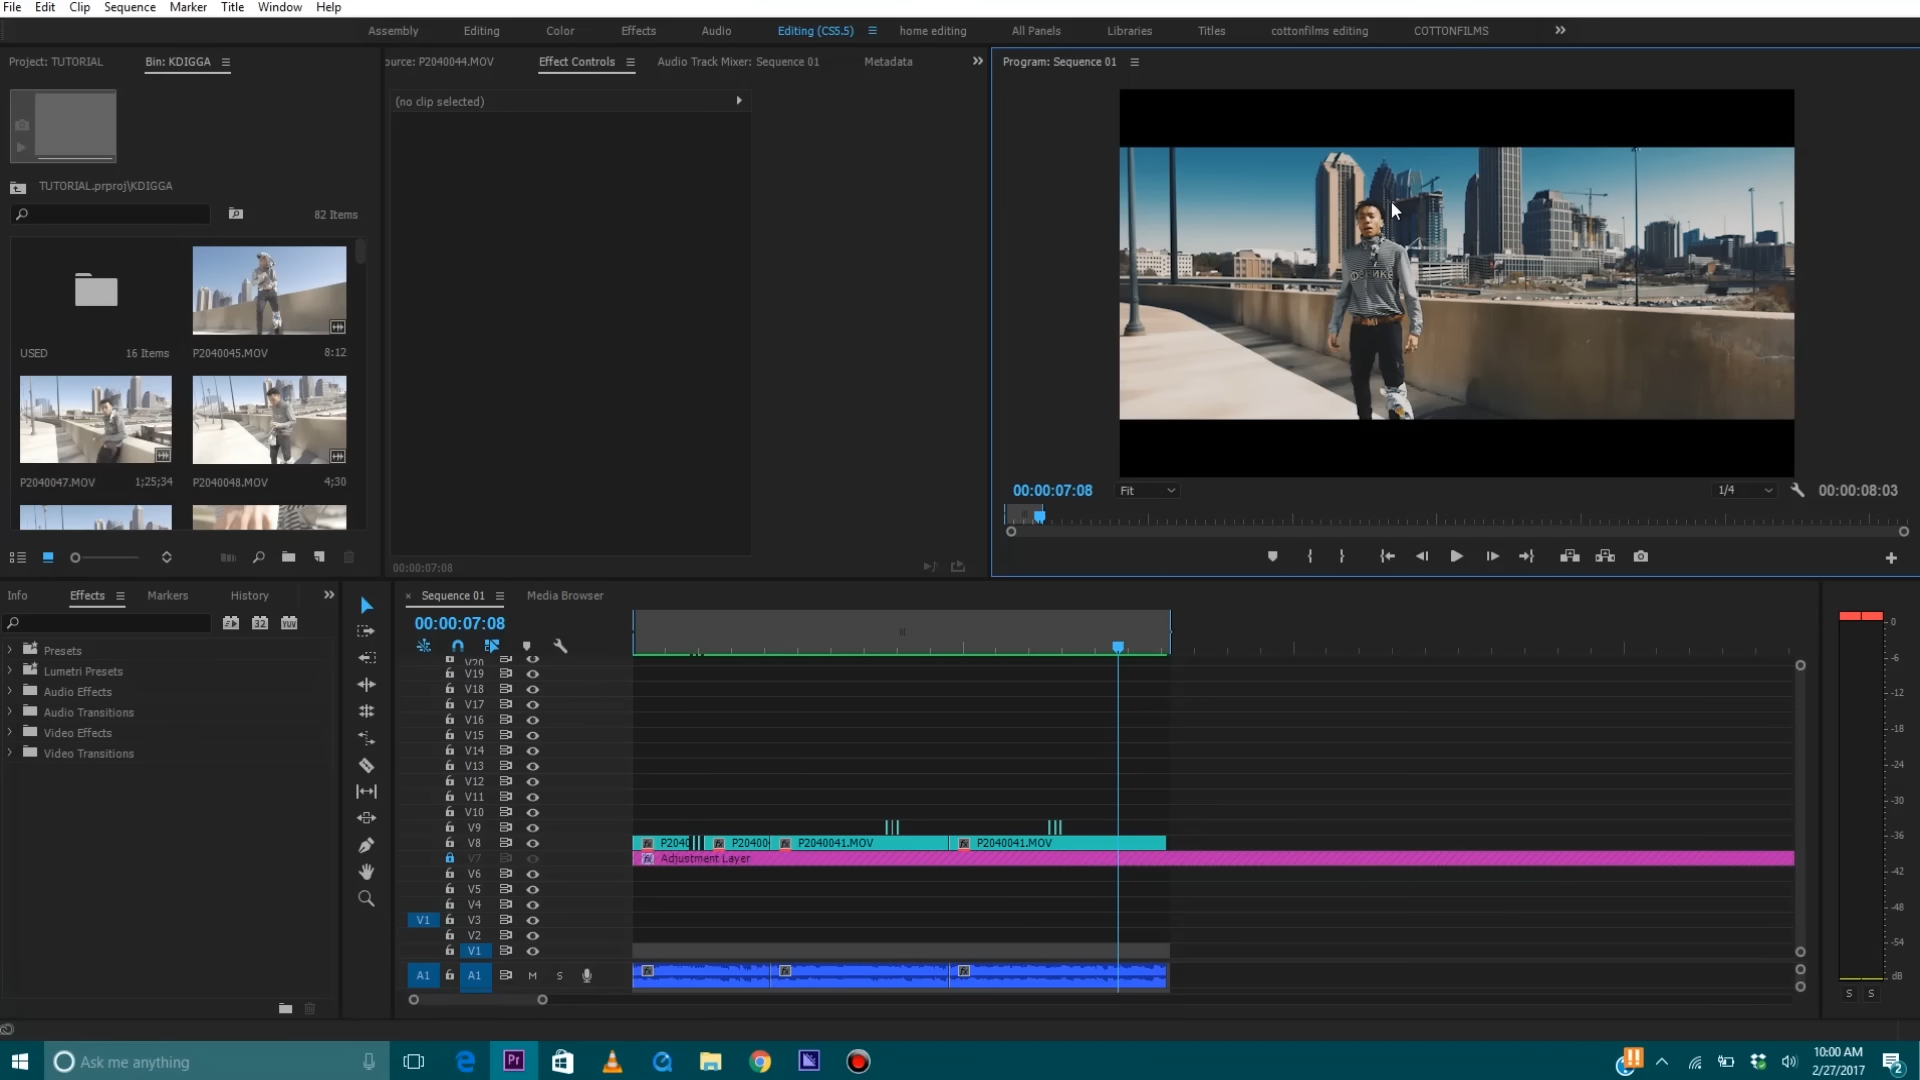 File Edit Clip Sequence Marker Title Window Help
Assembly Editing Color Effects Audio Editing (CS5.5) home editing All Panels Libraries Titles cottonfilms editing COTTONFILMS
Project: TUTORIAL Bin: KDIGGA
ource: P2040044.MOV Effect Controls Audio Track Mixer: Sequence 01 Metadata
Program: Sequence 01
(no clip selected)
TUTORIAL.prproj\KDIGGA
82 Items
USED 16 Items
P2040045.MOV 8:12
P2040047.MOV 1;25;34
P2040048.MOV 4;30
00:00:07:08
00:00:07:08 Fit 1/4 00:00:08:03
Info Effects Markers History
Presets
Lumetri Presets
Audio Effects
Audio Transitions
Video Effects
Video Transitions
× Sequence 01 Media Browser
00:00:07:08
V20
V19
V18
V17
V16
V15
V14
V13
V12
V11
V10
V9
V8 P2040 P20400 P2040041.MOV P2040041.MOV
V7 Adjustment Layer
V6
V5
V4
V1 V3
V2
V1
A1 A1 M S
0
-6
-12
-18
-24
-30
-36
-42
-48
-54
dB
S S
Ask me anything
Pr
10:00 AM
2/27/2017
2